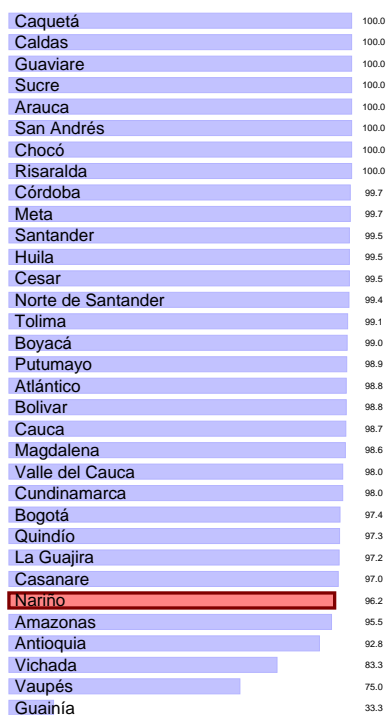 Caquetá 100.0
Caldas 100.0
Guaviare 100.0
Sucre 100.0
Arauca 100.0
San Andrés 100.0
Chocó 100.0
Risaralda 100.0
Córdoba 99.7
Meta 99.7
Santander 99.5
Huila 99.5
Cesar 99.5
Norte de Santander 99.4
Tolima 99.1
Boyacá 99.0
Putumayo 98.9
Atlántico 98.8
Bolivar 98.8
Cauca 98.7
Magdalena 98.6
Valle del Cauca 98.0
Cundinamarca 98.0
Bogotá 97.4
Quindío 97.3
La Guajira 97.2
Casanare 97.0
Nariño 96.2
Amazonas 95.5
Antioquia 92.8
Vichada 83.3
Vaupés 75.0
Guainía 33.3